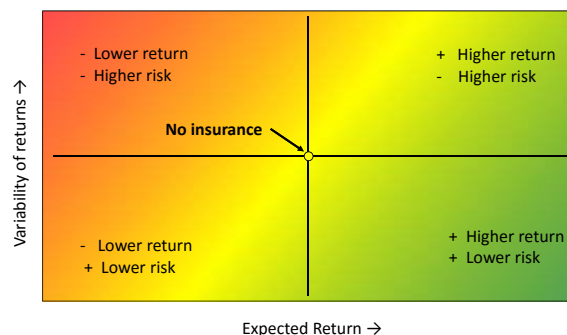 - Lower return
- Higher risk
+ Higher return
- Higher risk
No insurance
Variability of returns →
- Lower return
+ Lower risk
+ Higher return
+ Lower risk
Expected Return →